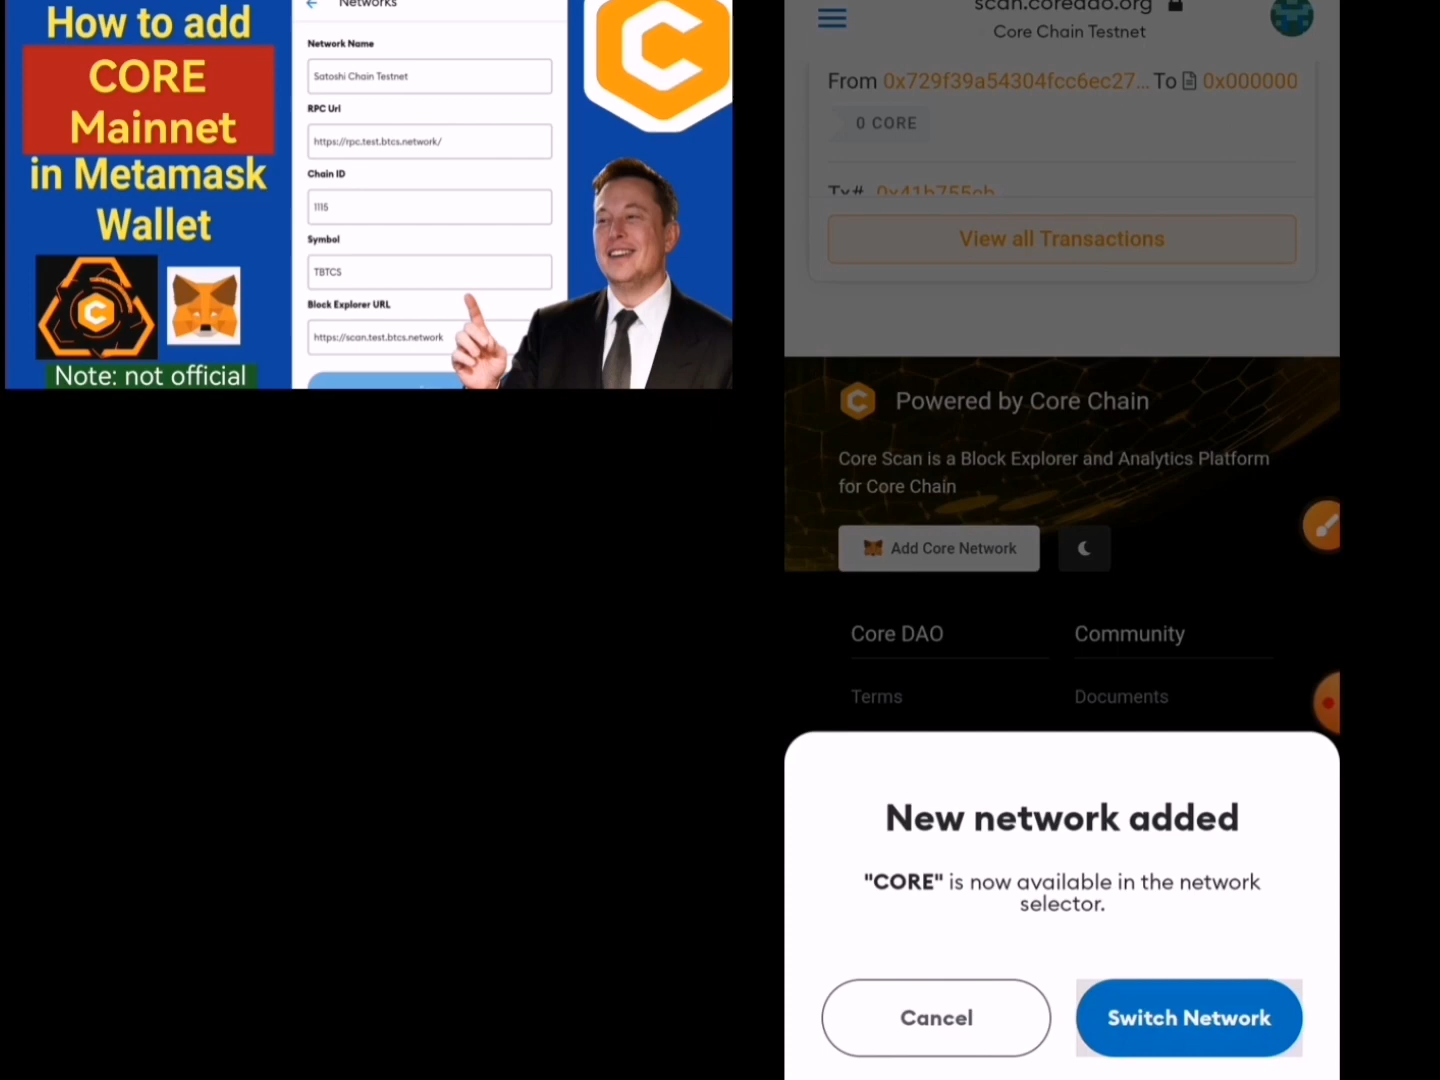 How to add
CORE
Mainnet
in Metamask
Wallet
Note: not official
Networks
Network Name
Satoshi Chain Testnet
RPC Url
https://rpc.test.btcs.network/
Chain ID
1115
Symbol
TBTCS
Block Explorer URL
https://scan.test.btcs.network
scan.coredao.org
Core Chain Testnet
From 0x729f39a54304fcc6ec27... To 0x000000
0 CORE
Tx# 0x41b755eb
View all Transactions
Powered by Core Chain
Core Scan is a Block Explorer and Analytics Platform
for Core Chain
Add Core Network
Core DAO
Community
Terms
Documents
New network added
"CORE" is now available in the network
selector.
Cancel
Switch Network